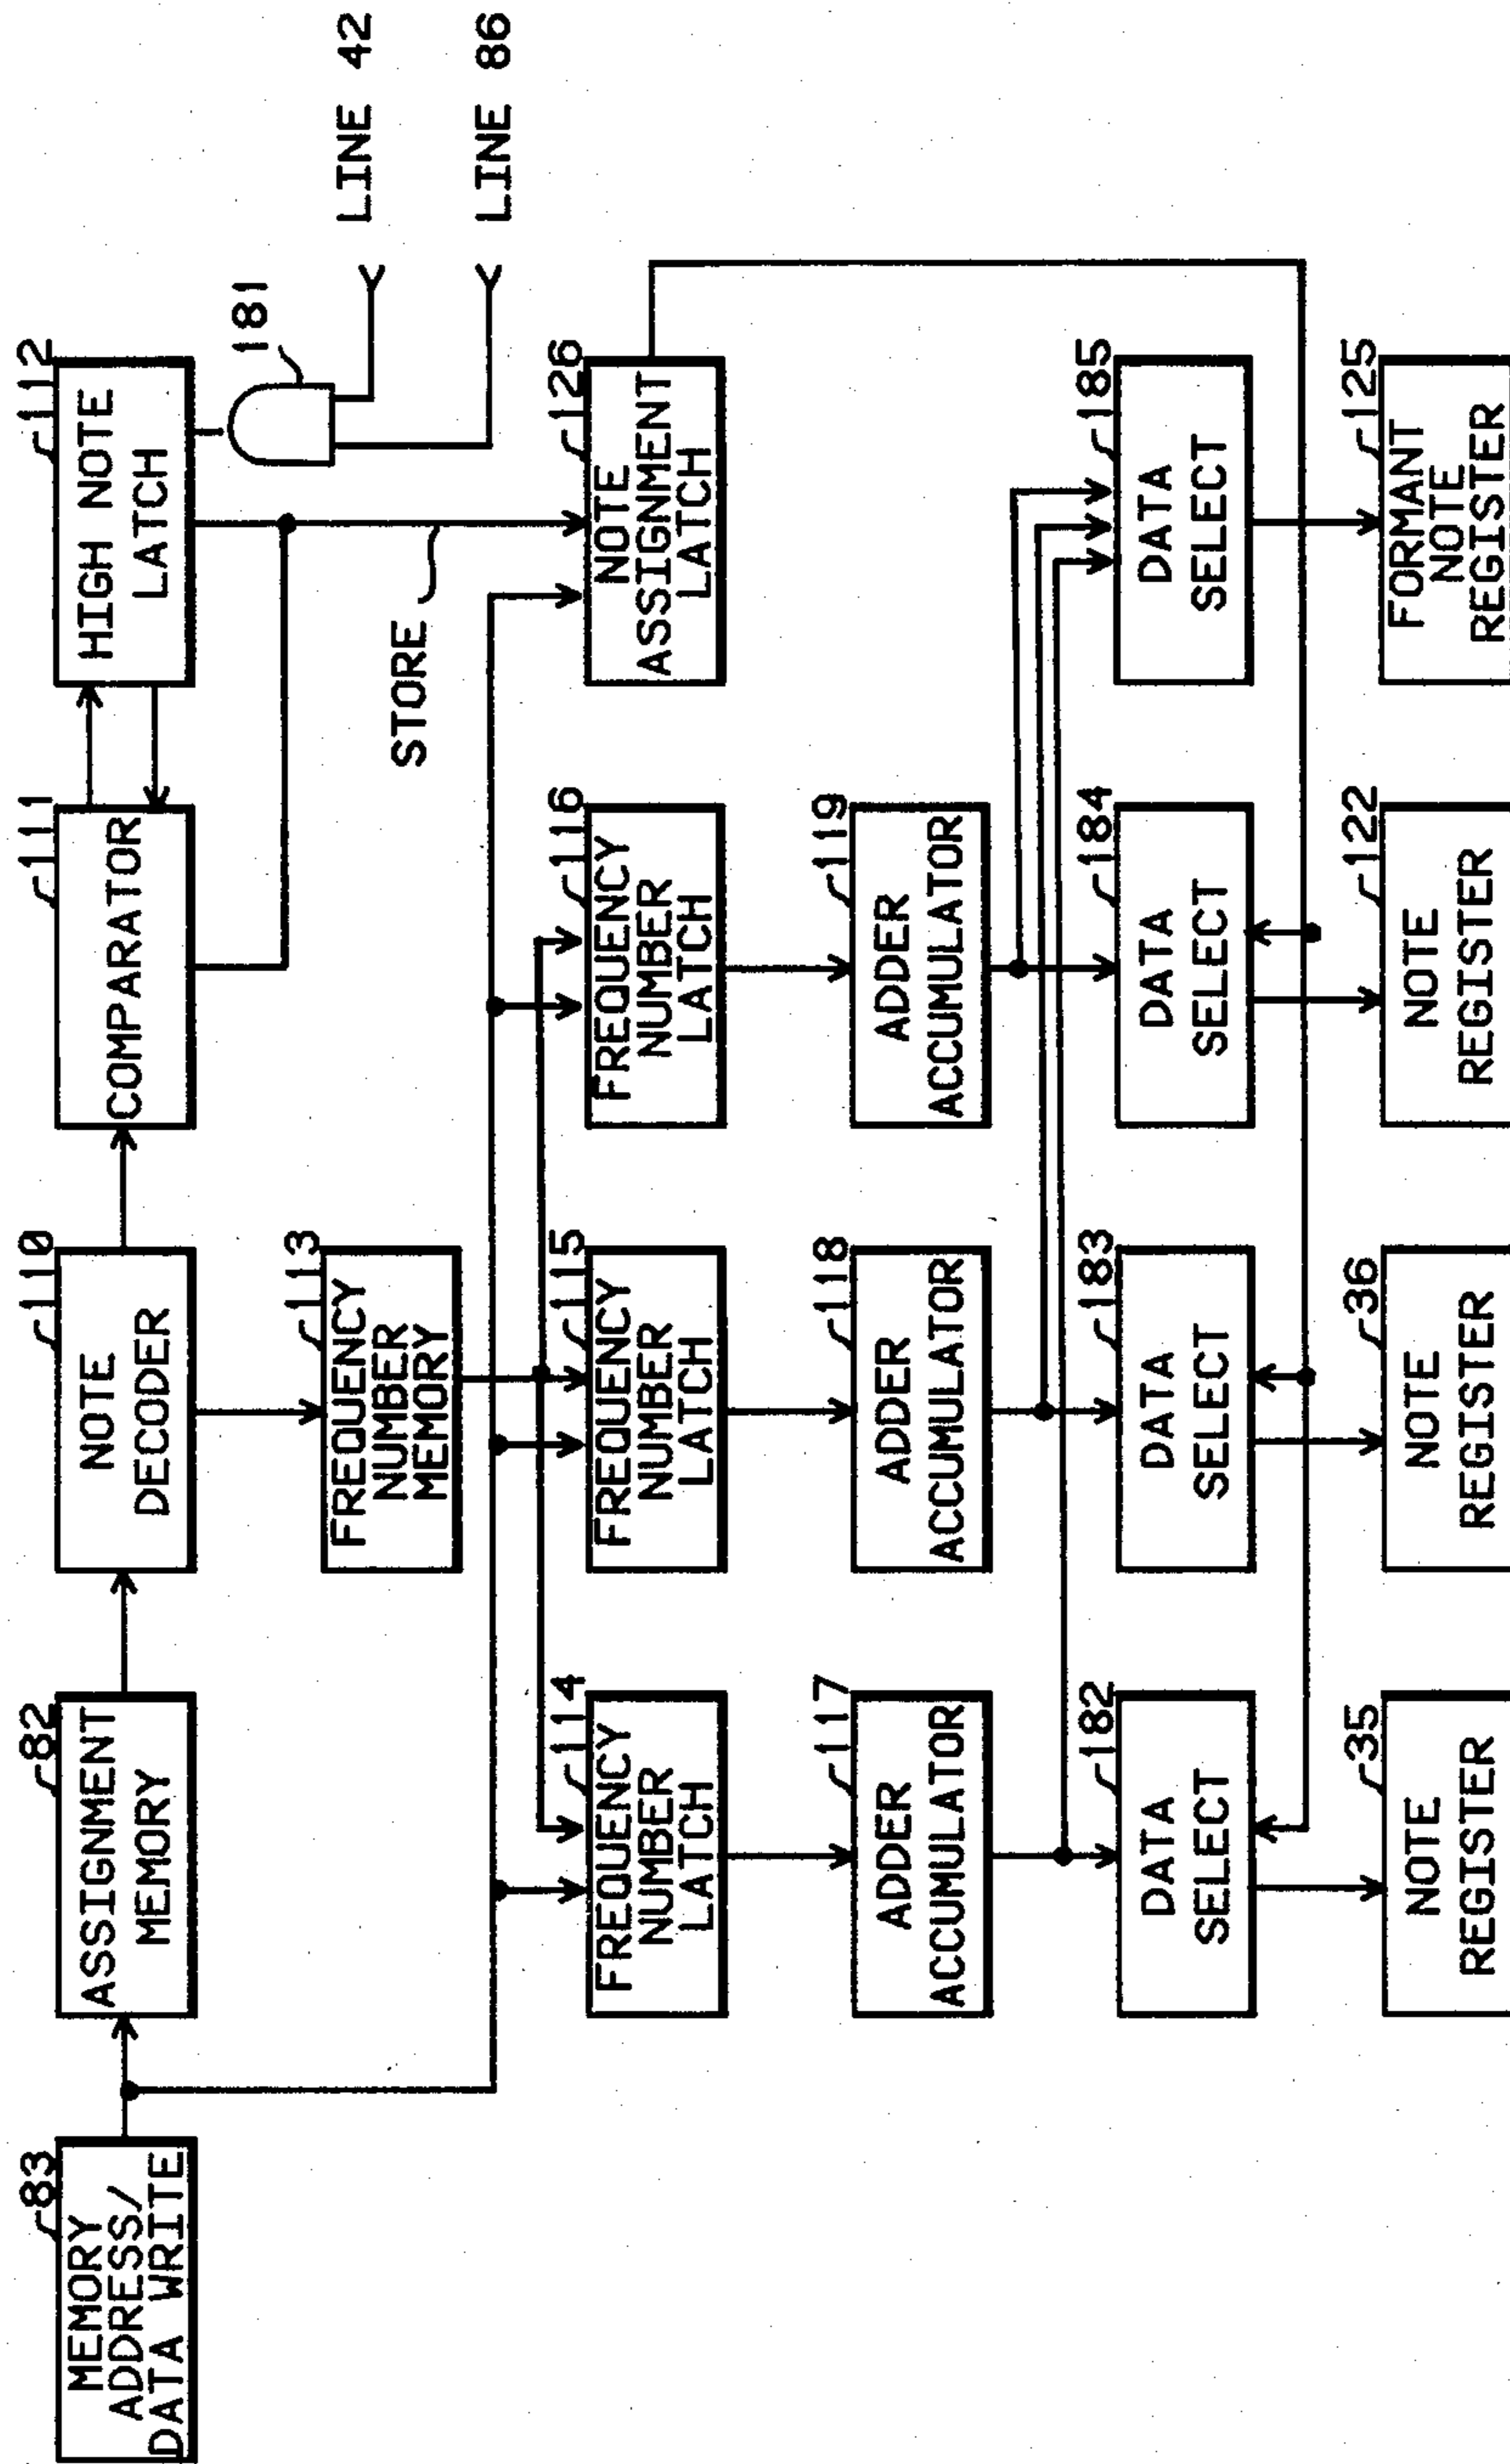 83
MEMORY
ADDRESS/
DATA WRITE
82
ASSIGNMENT
MEMORY
110
NOTE
DECODER
111
COMPARATOR
112
HIGH NOTE
LATCH
181
LINE 42
LINE 86
113
FREQUENCY
NUMBER
MEMORY
STORE
114
FREQUENCY
NUMBER
LATCH
115
FREQUENCY
NUMBER
LATCH
116
FREQUENCY
NUMBER
LATCH
126
NOTE
ASSIGNMENT
LATCH
117
ADDER
ACCUMULATOR
118
ADDER
ACCUMULATOR
119
ADDER
ACCUMULATOR
182
DATA
SELECT
183
DATA
SELECT
184
DATA
SELECT
185
DATA
SELECT
35
NOTE
REGISTER
36
NOTE
REGISTER
122
NOTE
REGISTER
125
FORMANT
NOTE
REGISTER